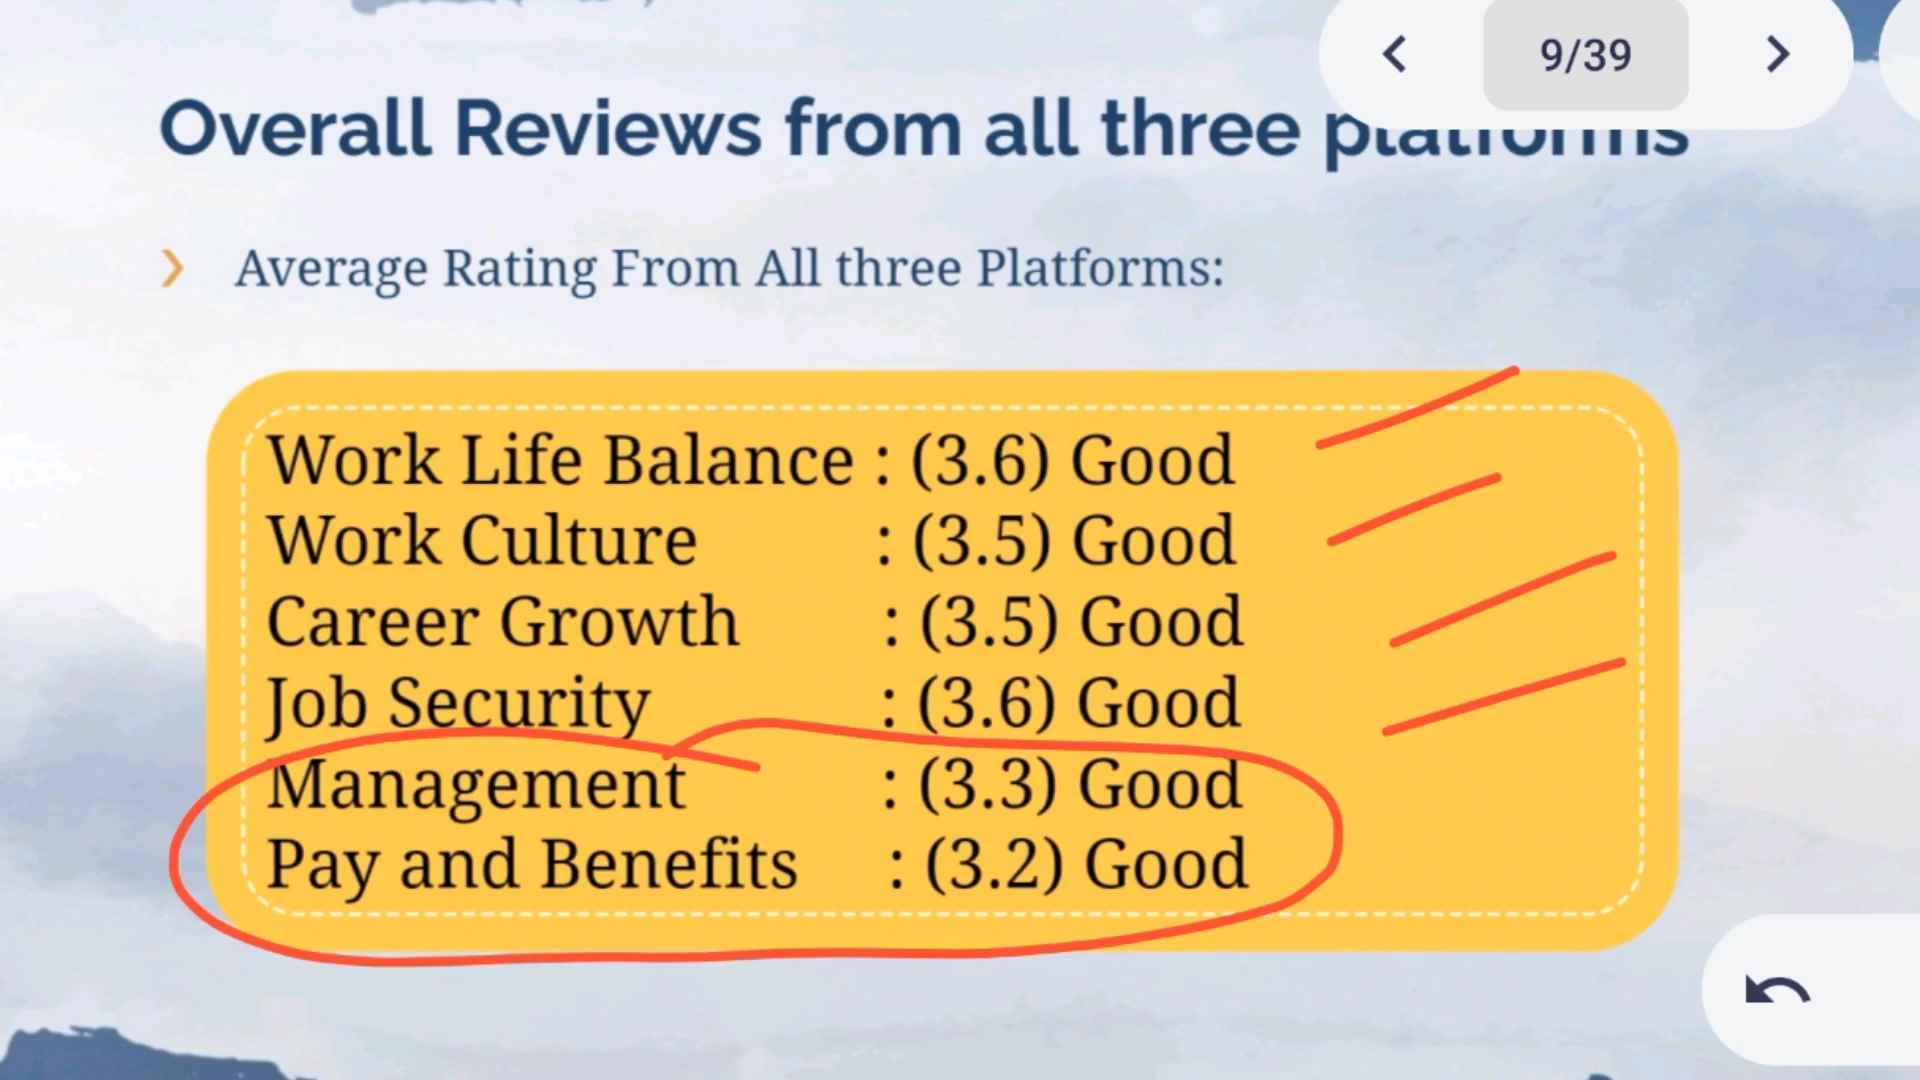 9/39
Overall Reviews from all three platforms
Average Rating From All three Platforms:
Work Life Balance : (3.6) Good
Work Culture : (3.5) Good
Career Growth : (3.5) Good
Job Security : (3.6) Good
Management : (3.3) Good
Pay and Benefits : (3.2) Good